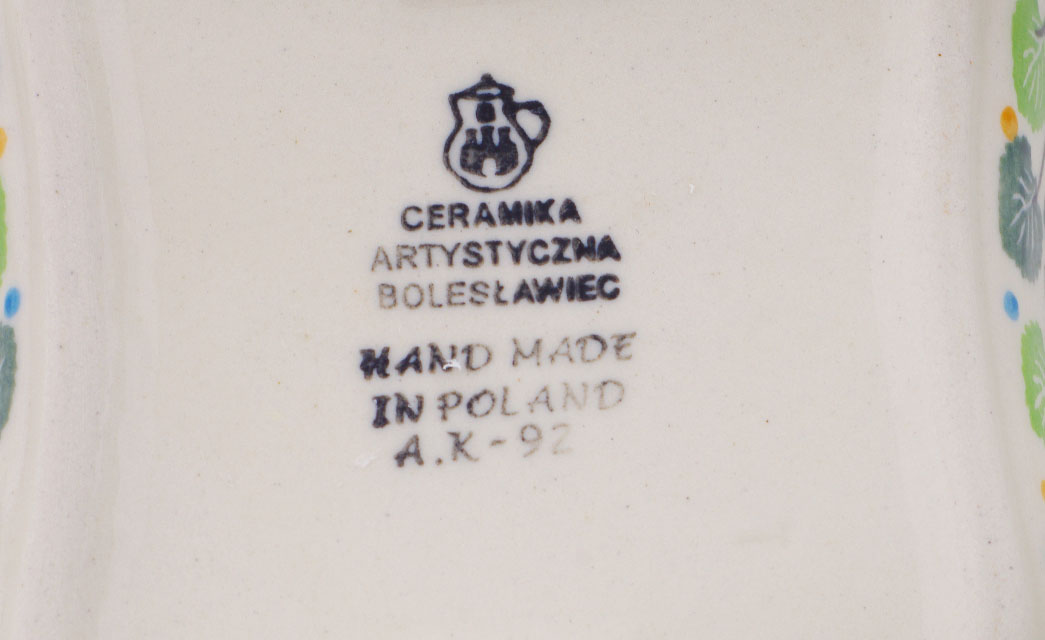 CERAMIKA
ARTYSTYCZNA
BOLESŁAWIEC
HAND MADE
IN POLAND
A.K-92